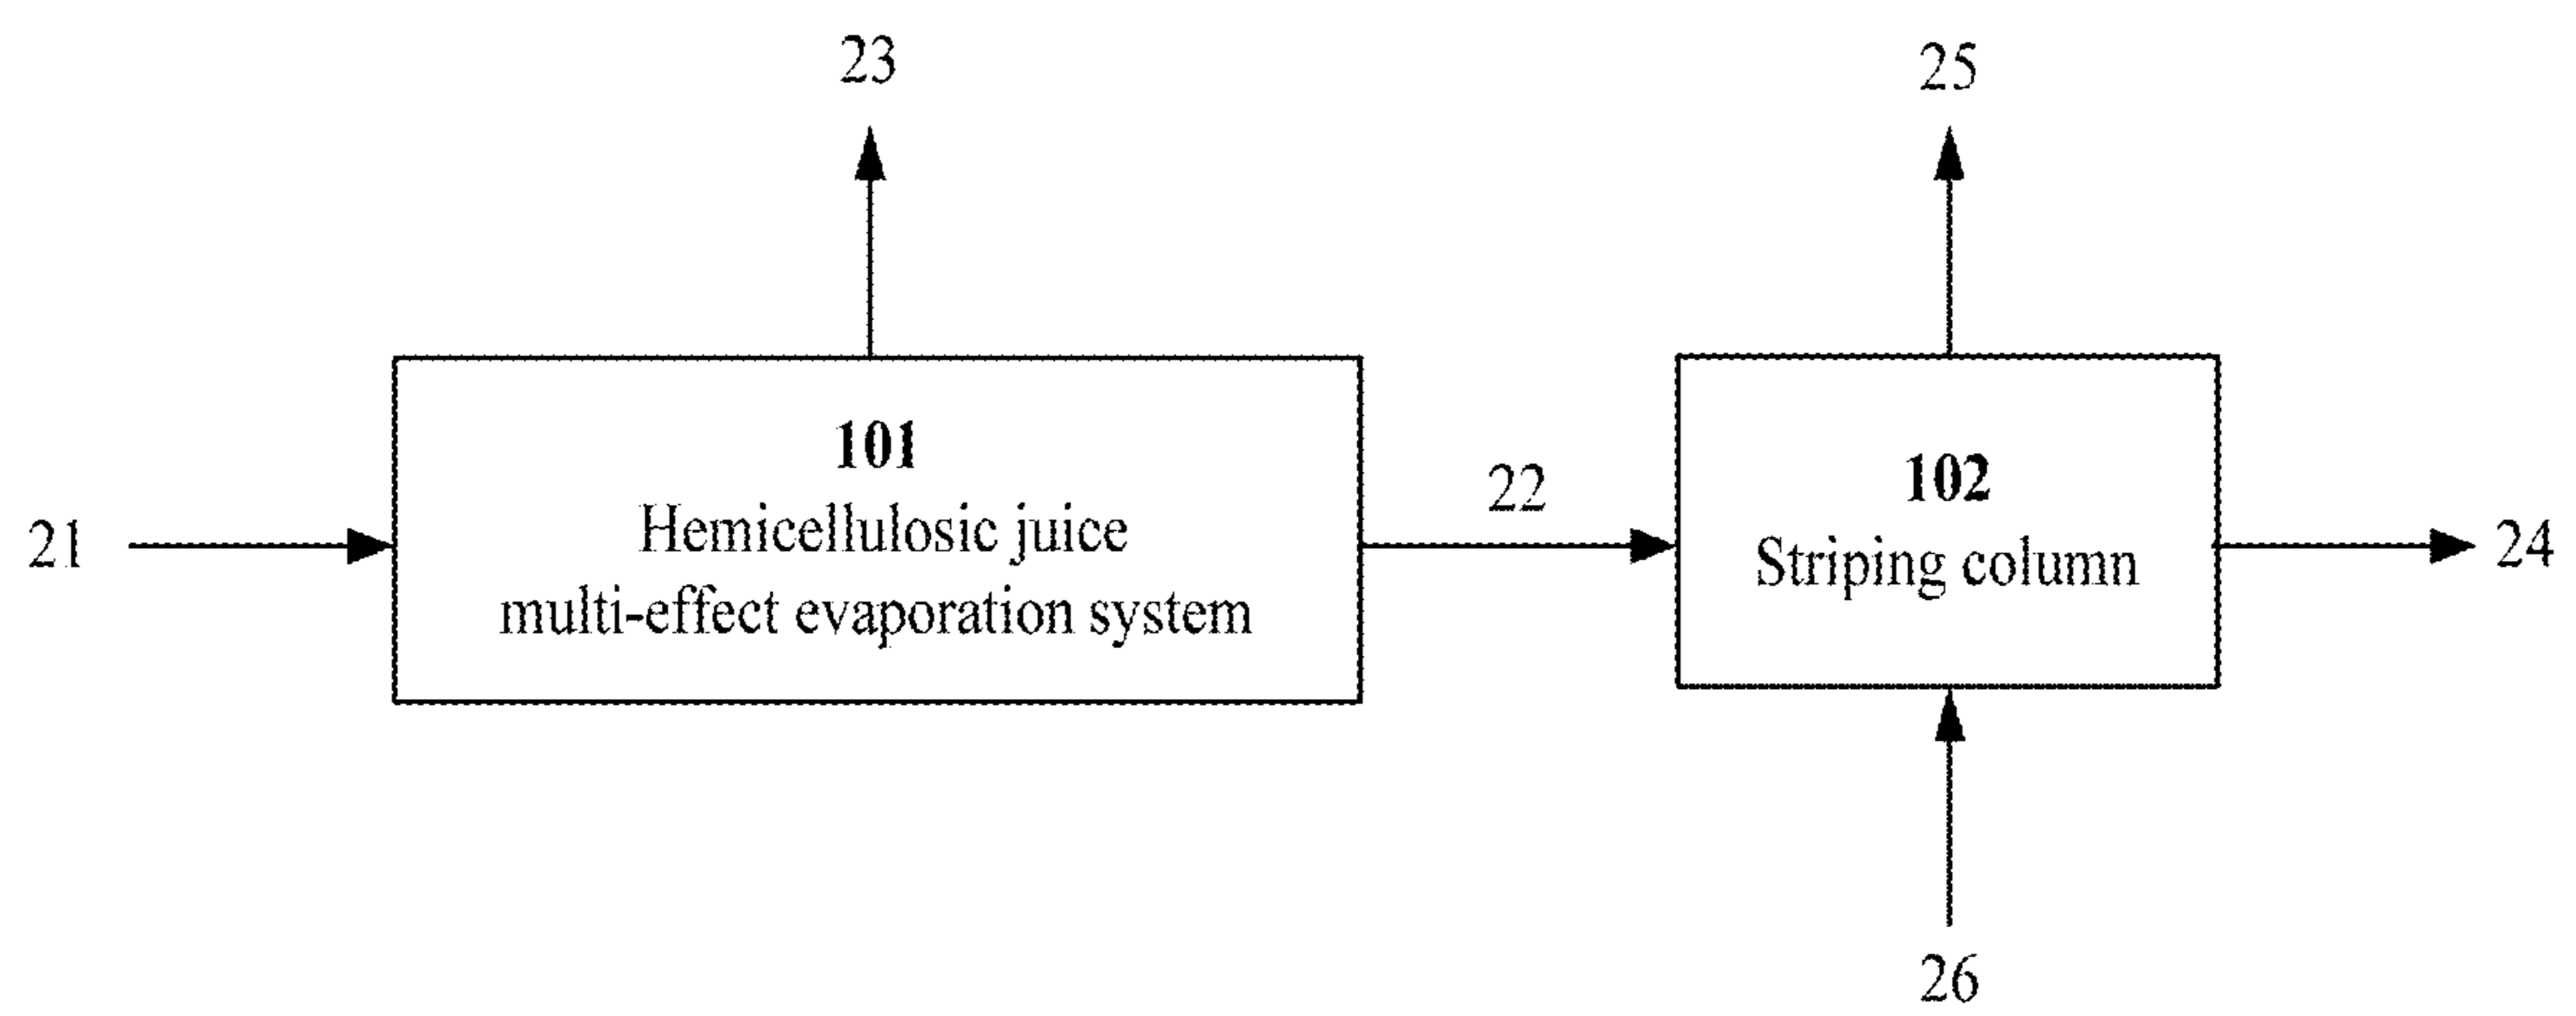 23
25
101
Hemicellulosic juice
multi-effect evaporation system
21
22
102
Striping column
24
26